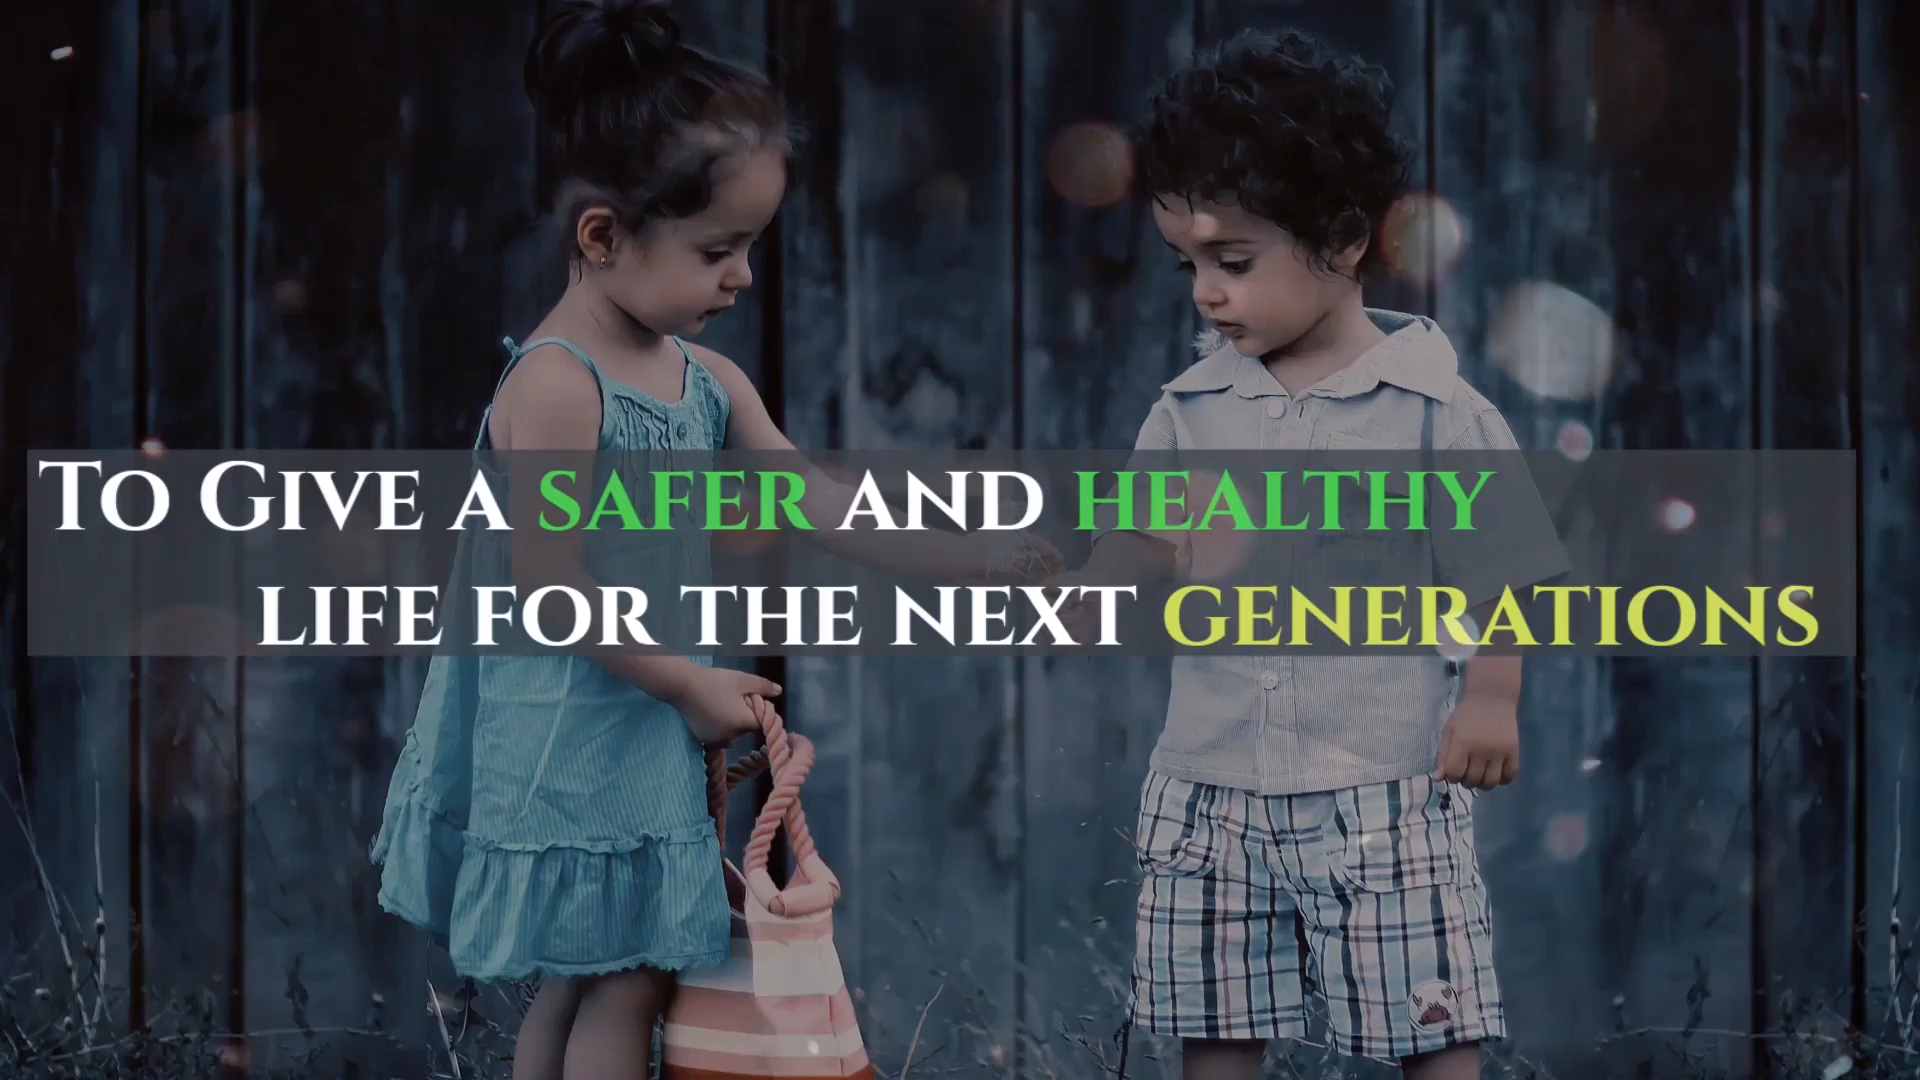 To Give a safer and healthy
life for the next generations